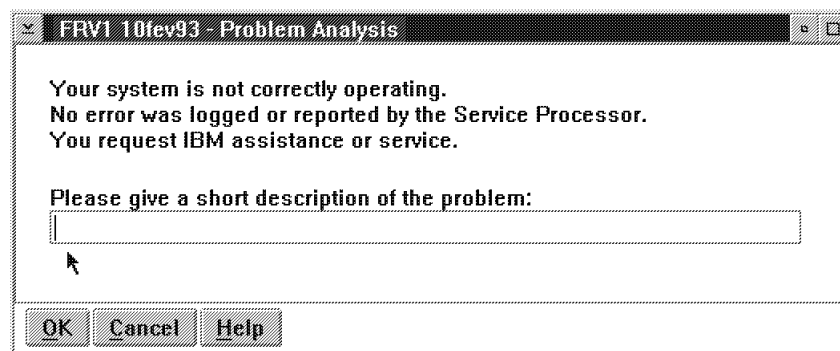 FRV1 10fev93 - Problem Analysis
Your system is not correctly operating.
No error was logged or reported by the Service Processor.
You request IBM assistance or service.
Please give a short description of the problem:
OK Cancel Help